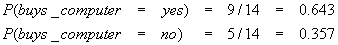 P(buys_computer = yes) = 9/14 = 0.643
P(buys_computer = no) = 5/14 = 0.357